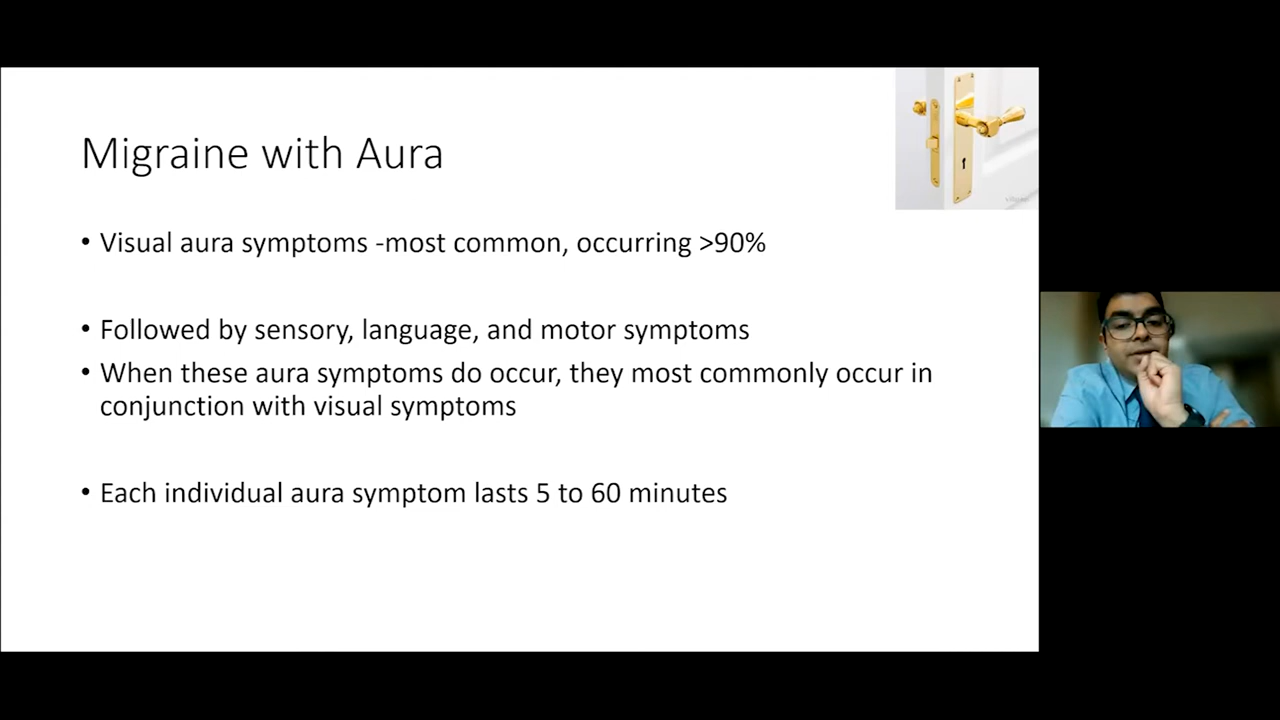 Migraine with Aura
• Visual aura symptoms -most common, occurring >90%
• Followed by sensory, language, and motor symptoms
• When these aura symptoms do occur, they most commonly occur in
conjunction with visual symptoms
• Each individual aura symptom lasts 5 to 60 minutes